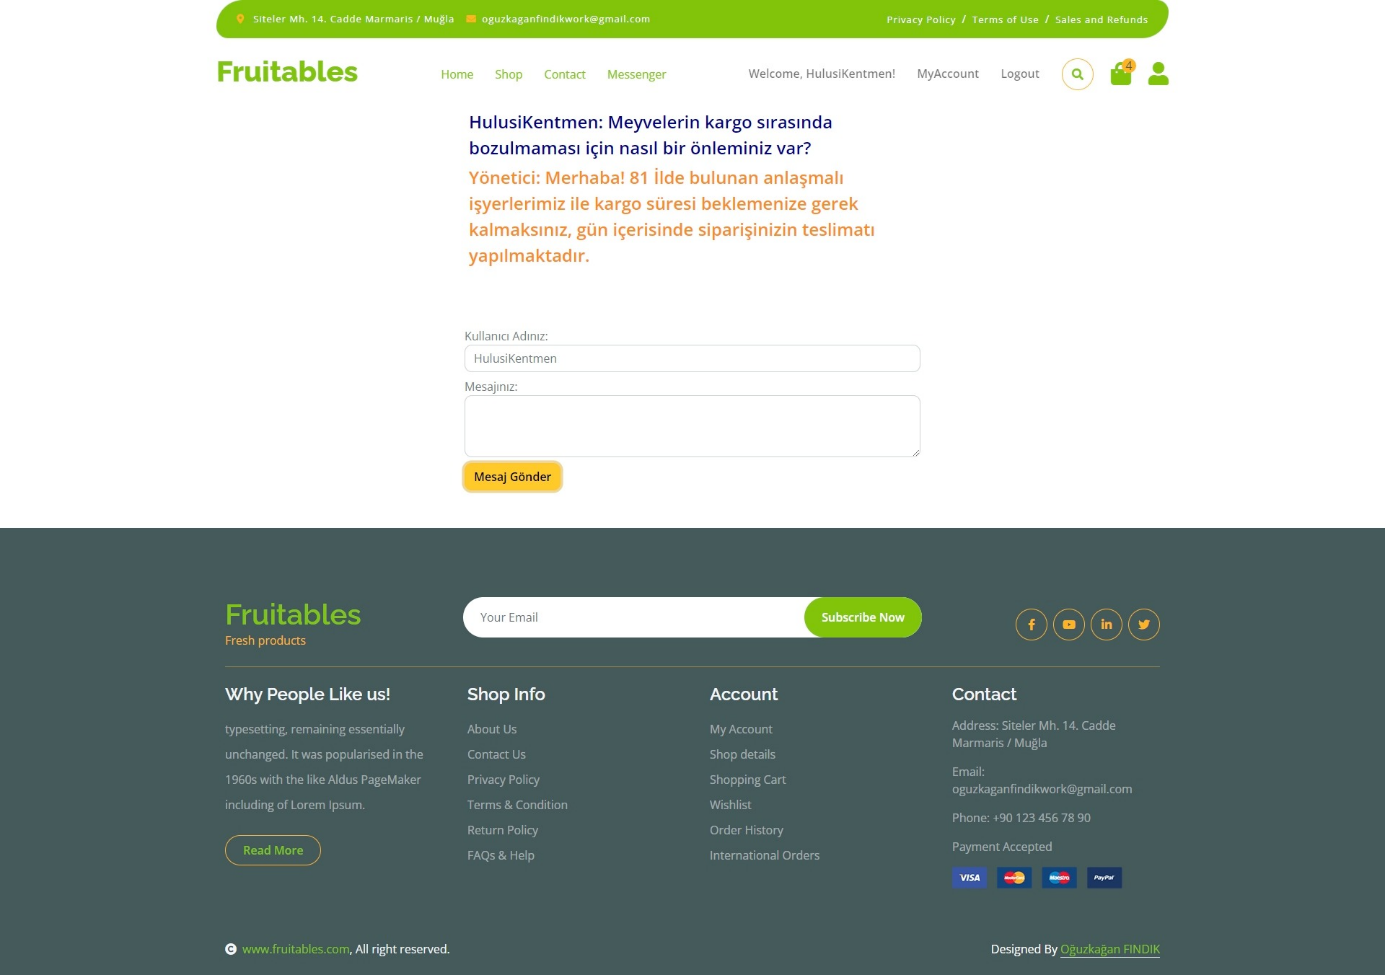 Siteler Mh. 14. Cadde Marmaris / Muğla oguzkaganfindikwork@gmail.com Privacy Policy / Terms of Use / Sales and Refunds
Fruitables Home Shop Contact Messenger Welcome, HulusiKentmen! MyAccount Logout 4
HulusiKentmen: Meyvelerin kargo sırasında
bozulmaması için nasıl bir önleminiz var?
Yönetici: Merhaba! 81 İlde bulunan anlaşmalı
işyerlerimiz ile kargo süresi beklemenize gerek
kalmaksınız, gün içerisinde siparişinizin teslimatı
yapılmaktadır.
Kullanıcı Adınız:
HulusiKentmen
Mesajınız:
Mesaj Gönder
Fruitables
Fresh products
Your Email Subscribe Now
Why People Like us!
typesetting, remaining essentially
unchanged. It was popularised in the
1960s with the like Aldus PageMaker
including of Lorem Ipsum.
Read More
Shop Info
About Us
Contact Us
Privacy Policy
Terms & Condition
Return Policy
FAQs & Help
Account
My Account
Shop details
Shopping Cart
Wishlist
Order History
International Orders
Contact
Address: Siteler Mh. 14. Cadde
Marmaris / Muğla
Email:
oguzkaganfindikwork@gmail.com
Phone: +90 123 456 78 90
Payment Accepted
VISA MasterCard Maestro PayPal
www.fruitables.com, All right reserved. Designed By Oğuzkağan FINDIK